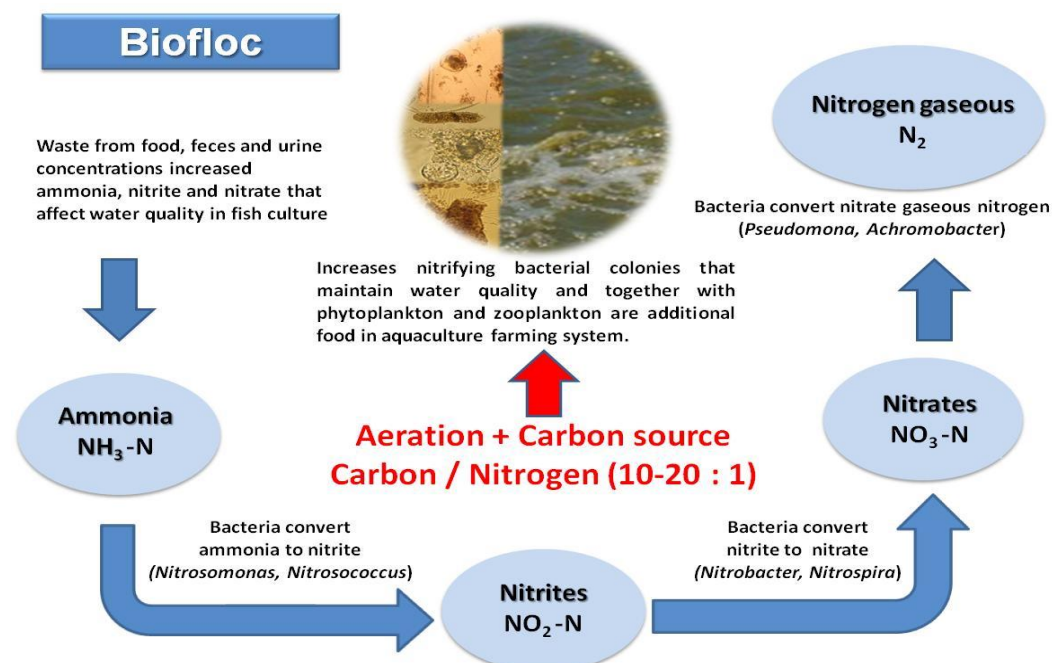 Biofloc
Waste from food, feces and urine
concentrations increased
ammonia, nitrite and nitrate that
affect water quality in fish culture
Increases nitrifying bacterial colonies that
maintain water quality and together with
phytoplankton and zooplankton are additional
food in aquaculture farming system.
Nitrogen gaseous
N₂
Bacteria convert nitrate gaseous nitrogen
(Pseudomona, Achromobacter)
Ammonia
NH₃-N
Aeration + Carbon source
Carbon / Nitrogen (10-20 : 1)
Nitrates
NO₃-N
Bacteria convert
ammonia to nitrite
(Nitrosomonas, Nitrosococcus)
Nitrites
NO₂-N
Bacteria convert
nitrite to nitrate
(Nitrobacter, Nitrospira)